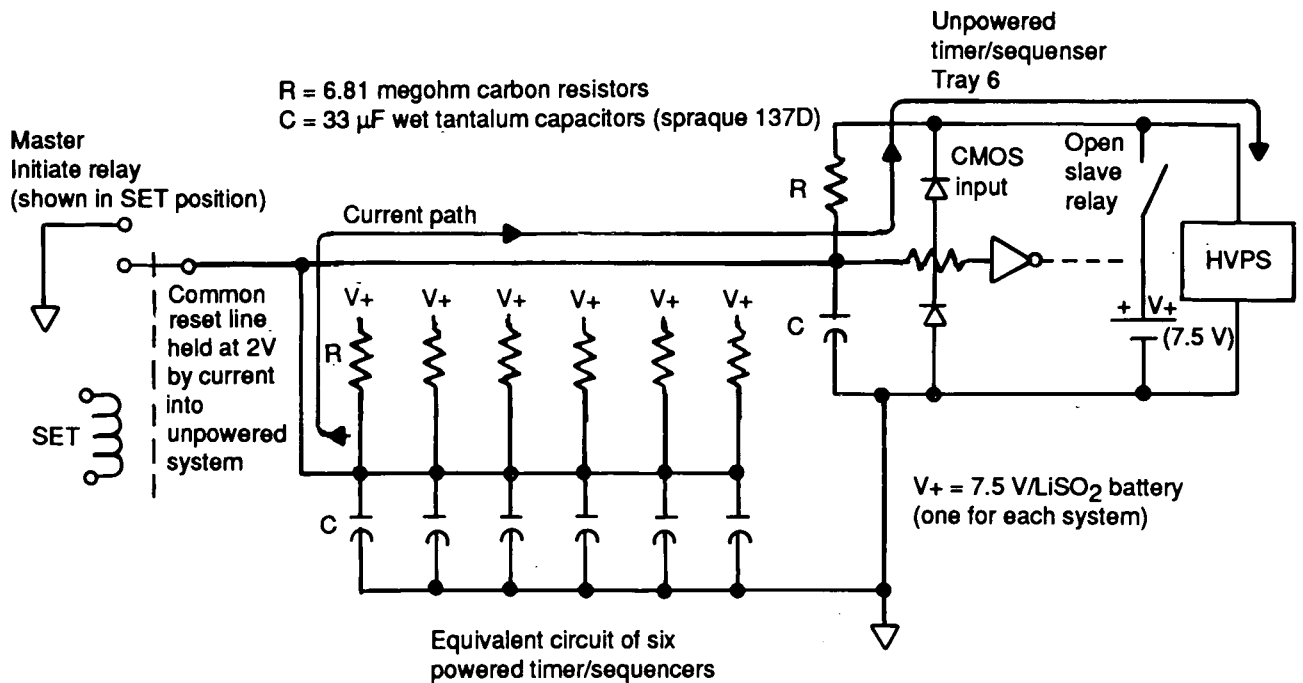 Unpowered
timer/sequenser
Tray 6
R = 6.81 megohm carbon resistors
C = 33 µF wet tantalum capacitors (spraque 137D)
Master
Initiate relay
(shown in SET position)
Current path
R
CMOS
input
Open
slave
relay
HVPS
Common
reset line
held at 2V
by current
into
unpowered
system
V+
V+
V+
V+
V+
V+
R
C
+ V+
(7.5 V)
SET
C
V+ = 7.5 V/LiSO2 battery
(one for each system)
Equivalent circuit of six
powered timer/sequencers